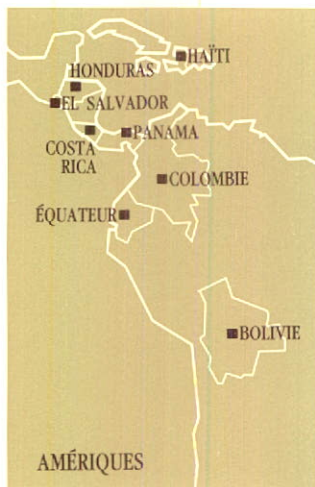 HAÏTI
HONDURAS
EL SALVADOR
COSTA
RICA
PANAMA
COLOMBIE
ÉQUATEUR
BOLIVIE
AMÉRIQUES